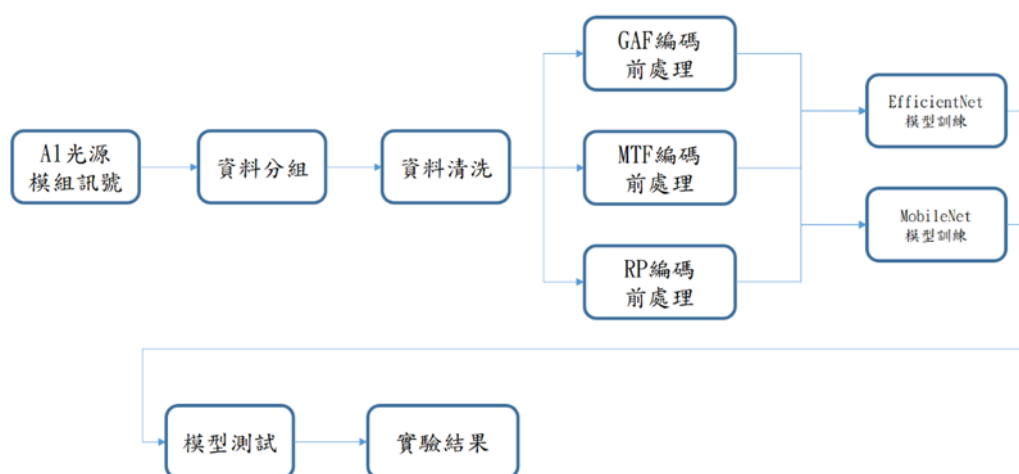 A1光源
模組訊號
資料分組
資料清洗
GAF編碼
前處理
MTF編碼
前處理
RP編碼
前處理
EfficientNet
模型訓練
MobileNet
模型訓練
模型測試
實驗結果